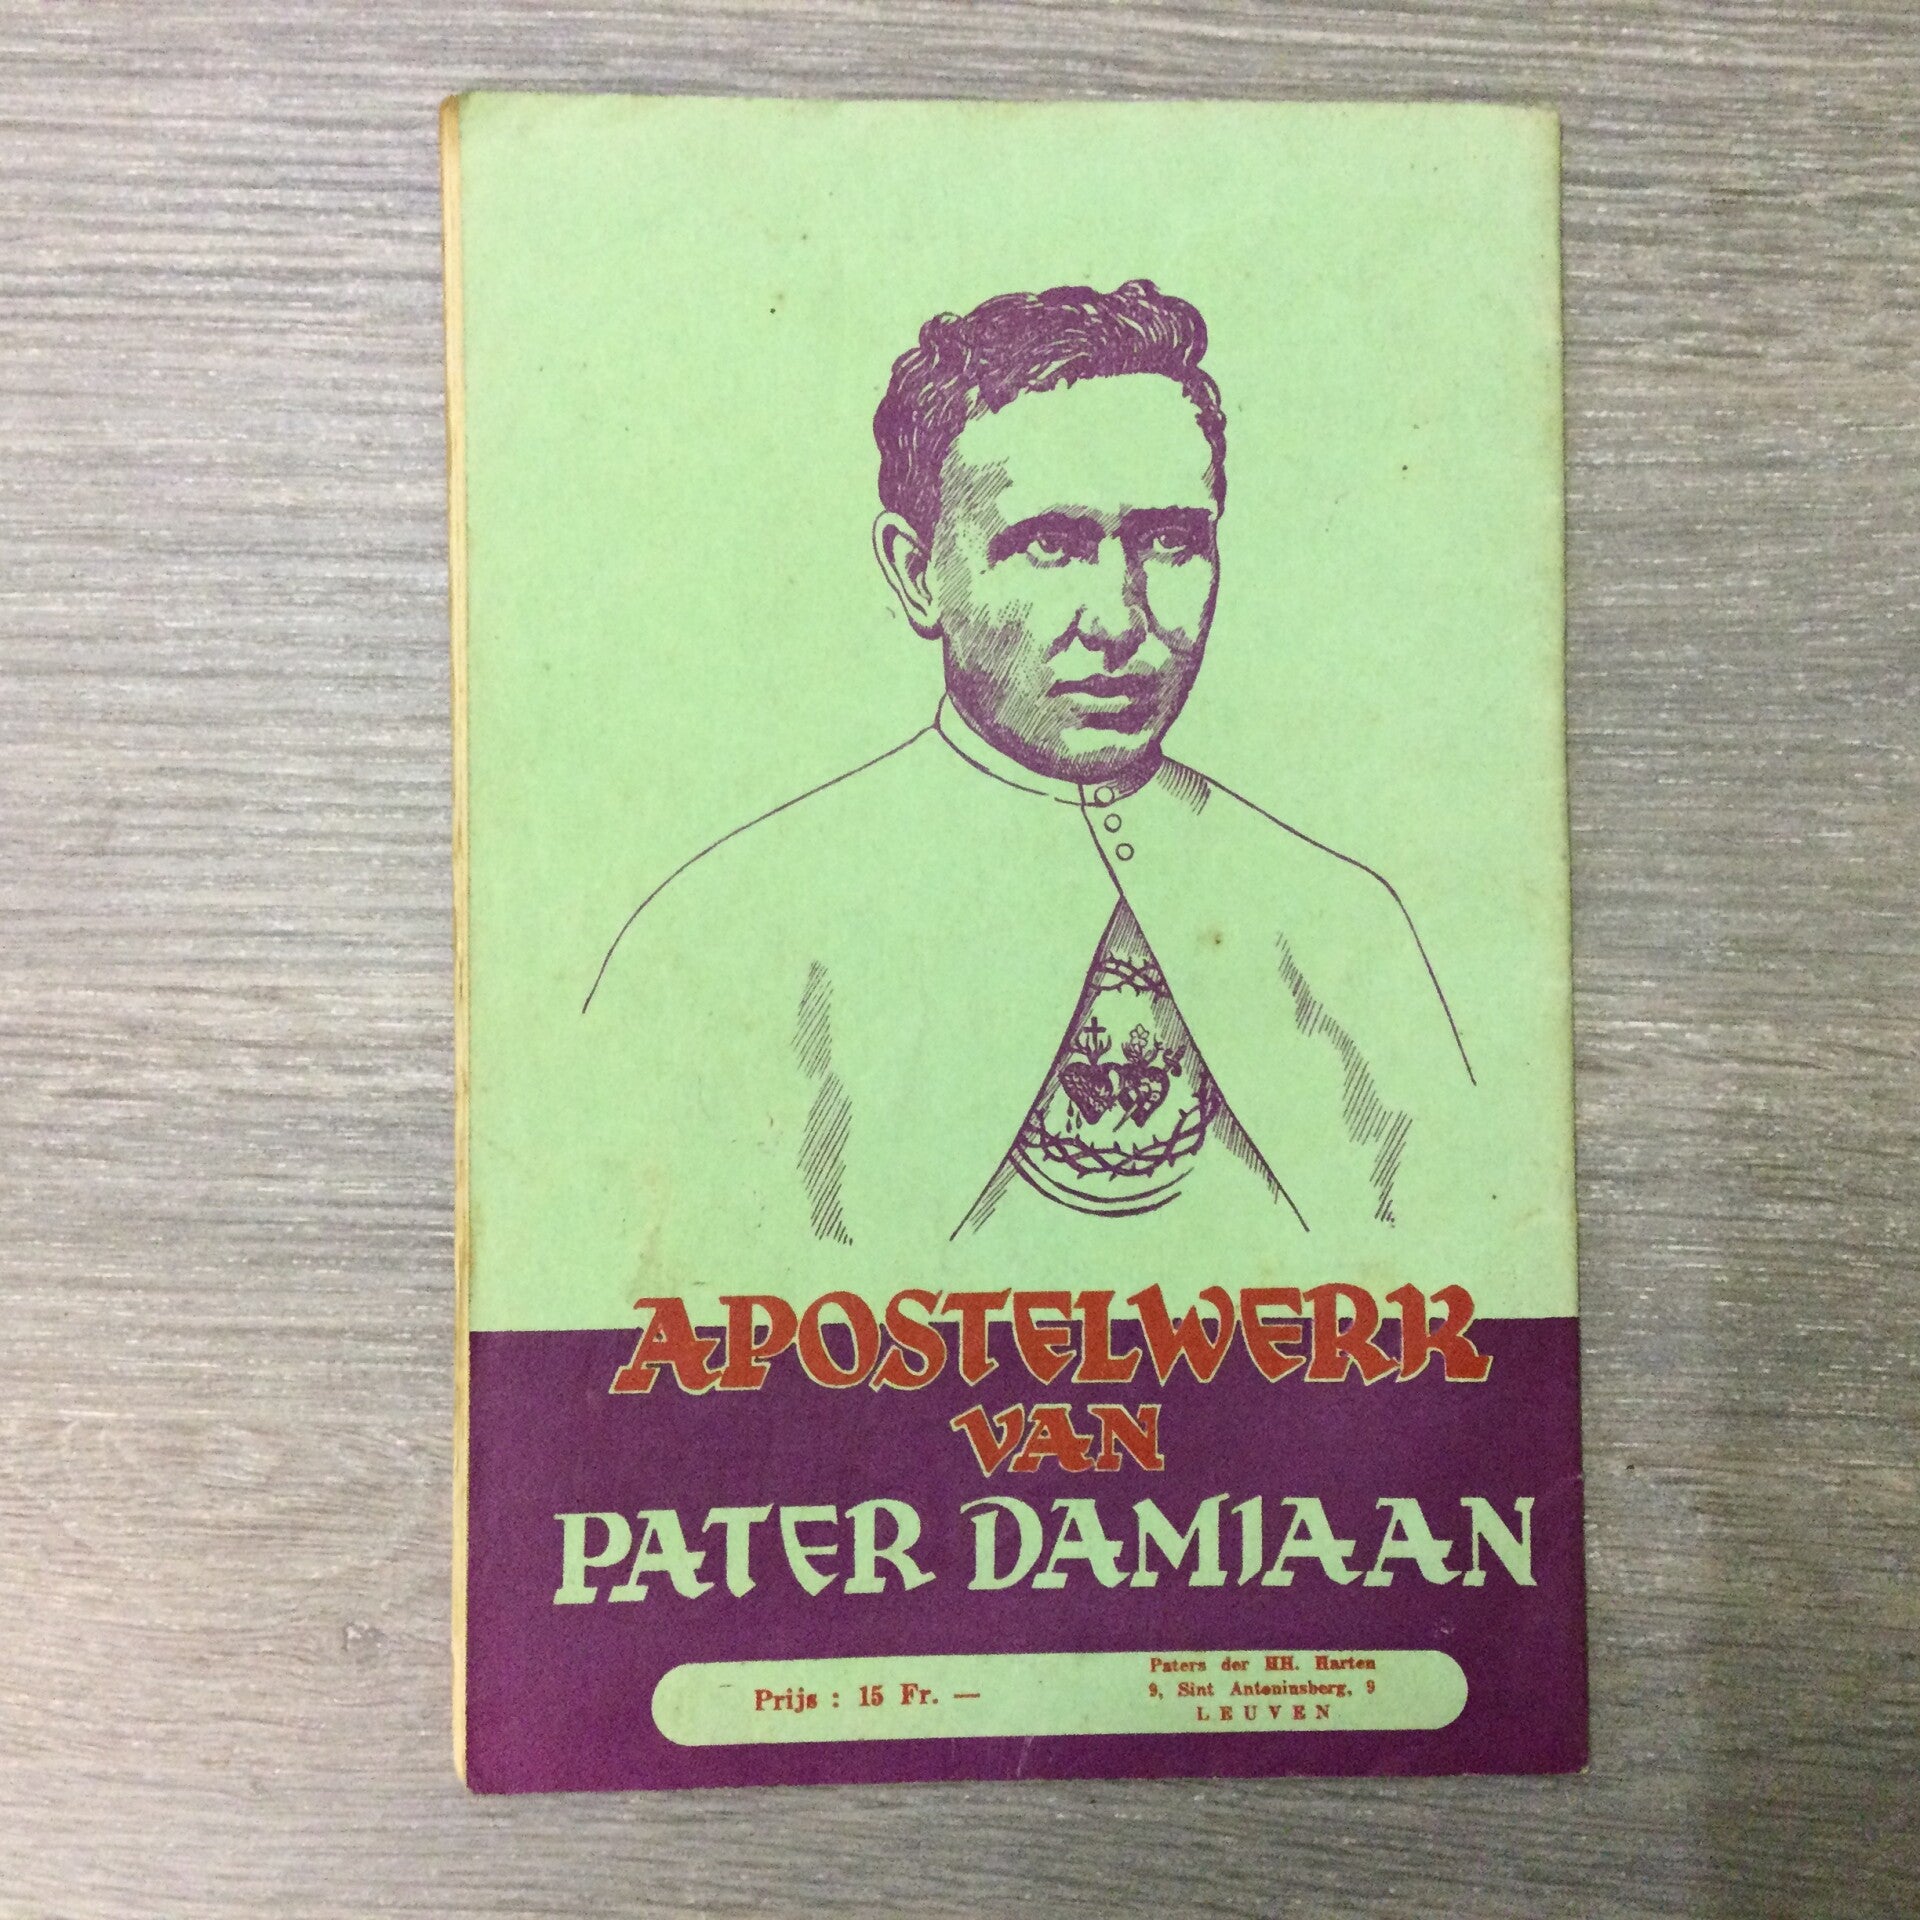 APOSTELWERK
VAN
PATER DAMIAAN
Prijs : 15 Fr. —
Paters der HH. Harten
9, Sint Antoninsberg, 9
LEUVEN